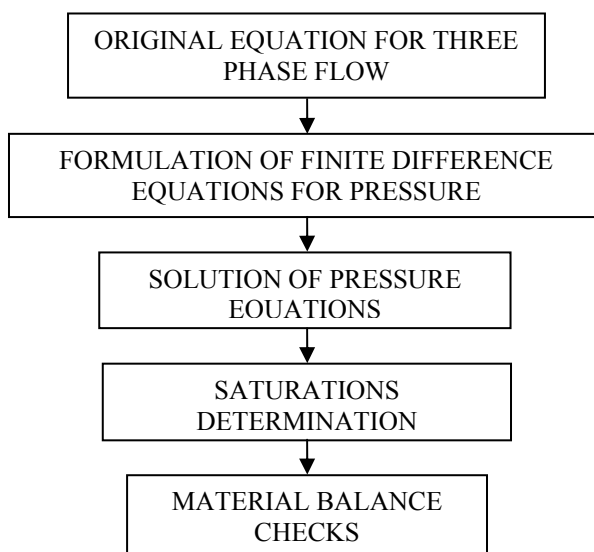 ORIGINAL EQUATION FOR THREE
PHASE FLOW
FORMULATION OF FINITE DIFFERENCE
EQUATIONS FOR PRESSURE
SOLUTION OF PRESSURE
EOUATIONS
SATURATIONS
DETERMINATION
MATERIAL BALANCE
CHECKS